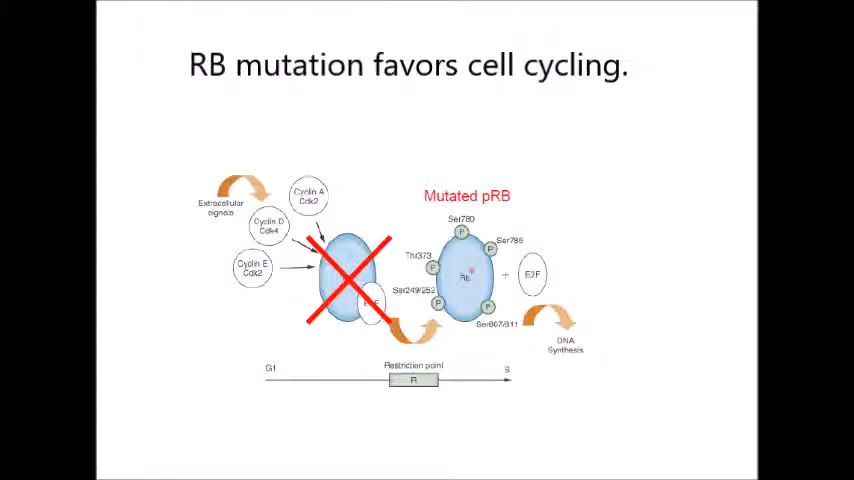 RB mutation favors cell cycling.
Extracellular
signals
Cyclin A
Cdk2
Cyclin D
Cdk4
Cyclin E
Cdk2
Mutated pRB
Ser780
P
Ser785
P
Thr373
P
Rb
Ser249/252
P
P
Ser807/811
+
E2F
DNA
Synthesis
G1
Restriction point
R
S